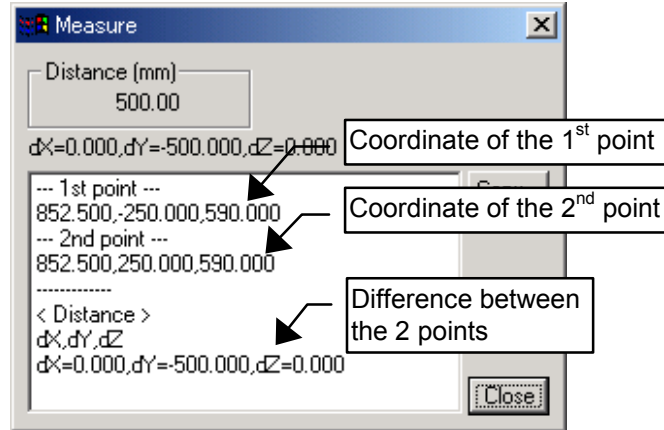 Measure
Distance (mm)
500.00
dX=0.000,dY=-500.000,dZ=0.000
Coordinate of the 1st point
--- 1st point ---
852.500,-250.000,590.000
Coordinate of the 2nd point
--- 2nd point ---
852.500,250.000,590.000
------------
< Distance >
dX,dY,dZ
dX=0.000,dY=-500.000,dZ=0.000
Difference between
the 2 points
Close